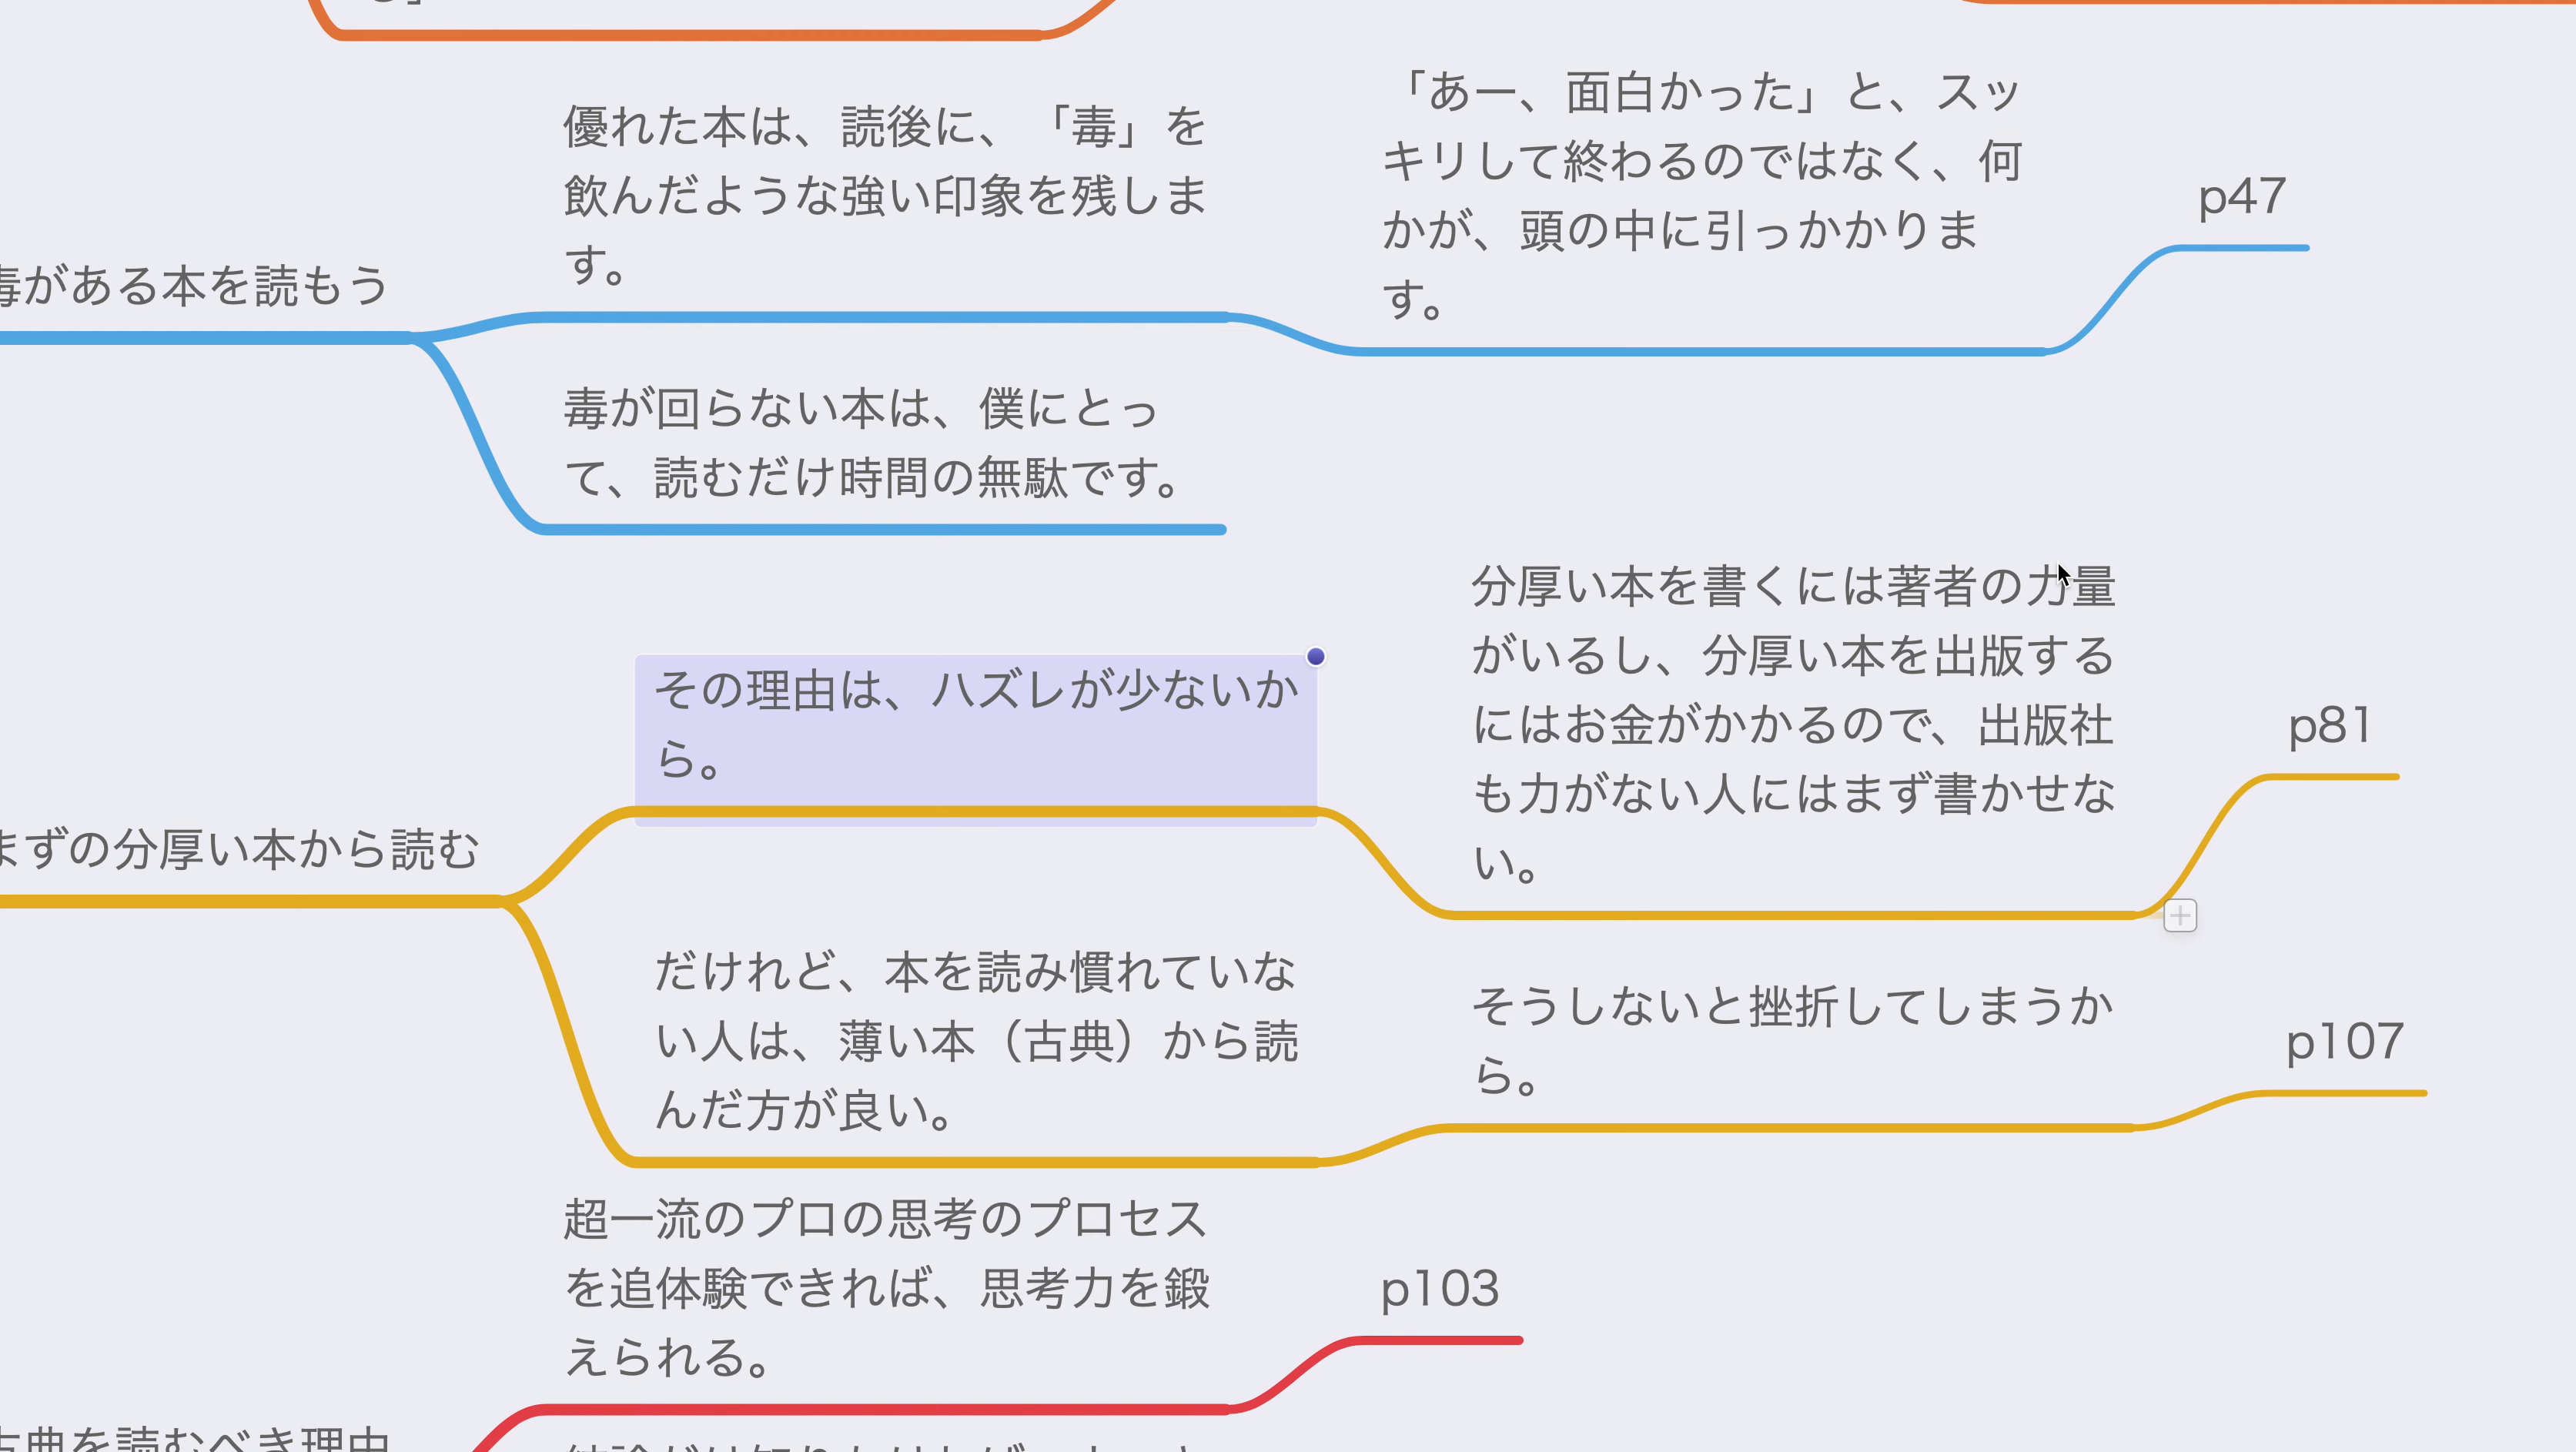 毒がある本を読もう
優れた本は、読後に、「毒」を
飲んだような強い印象を残しま
す。
「あー、面白かった」と、スッ
キリして終わるのではなく、何
かが、頭の中に引っかかりま
す。
p47
毒が回らない本は、僕にとっ
て、読むだけ時間の無駄です。
まずの分厚い本から読む
その理由は、ハズレが少ないか
ら。
分厚い本を書くには著者の力量
がいるし、分厚い本を出版する
にはお金がかかるので、出版社
も力がない人にはまず書かせな
い。
p81
だけれど、本を読み慣れていな
い人は、薄い本（古典）から読
んだ方が良い。
そうしないと挫折してしまうか
ら。
p107
古典を読むべき理由
超一流のプロの思考のプロセス
を追体験できれば、思考力を鍛
えられる。
p103